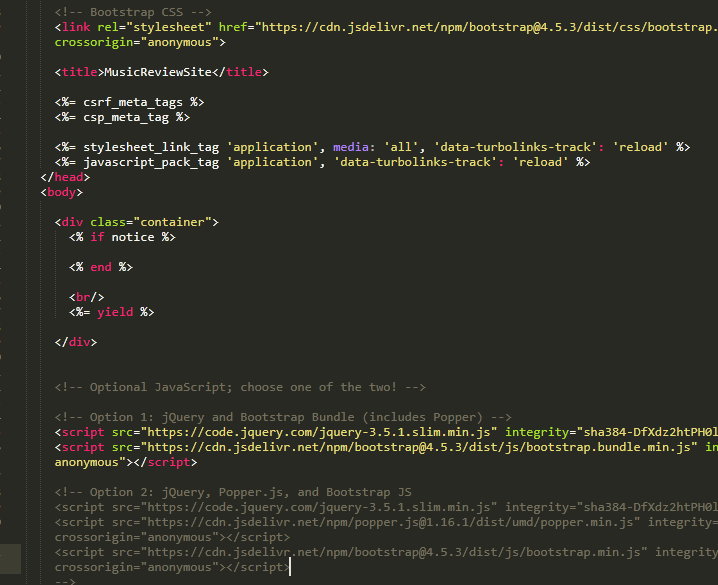 <!-- Bootstrap CSS -->
<link rel="stylesheet" href="https://cdn.jsdelivr.net/npm/bootstrap@4.5.3/dist/css/bootstrap.
crossorigin="anonymous">
<title>MusicReviewSite</title>
<%= csrf_meta_tags %>
<%= csp_meta_tag %>
<%= stylesheet_link_tag 'application', media: 'all', 'data-turbolinks-track': 'reload' %>
<%= javascript_pack_tag 'application', 'data-turbolinks-track': 'reload' %>
</head>
<body>
<div class="container">
<% if notice %>
<% end %>
<br/>
<%= yield %>
</div>
<!-- Optional JavaScript; choose one of the two! -->
<!-- Option 1: jQuery and Bootstrap Bundle (includes Popper) -->
<script src="https://code.jquery.com/jquery-3.5.1.slim.min.js" integrity="sha384-DfXdz2htPH0l
<script src="https://cdn.jsdelivr.net/npm/bootstrap@4.5.3/dist/js/bootstrap.bundle.min.js" in
anonymous"></script>
<!-- Option 2: jQuery, Popper.js, and Bootstrap JS
<script src="https://code.jquery.com/jquery-3.5.1.slim.min.js" integrity="sha384-DfXdz2htPH0l
<script src="https://cdn.jsdelivr.net/npm/popper.js@1.16.1/dist/umd/popper.min.js" integrity=
crossorigin="anonymous"></script>
<script src="https://cdn.jsdelivr.net/npm/bootstrap@4.5.3/dist/js/bootstrap.min.js" integrity
crossorigin="anonymous"></script>
-->